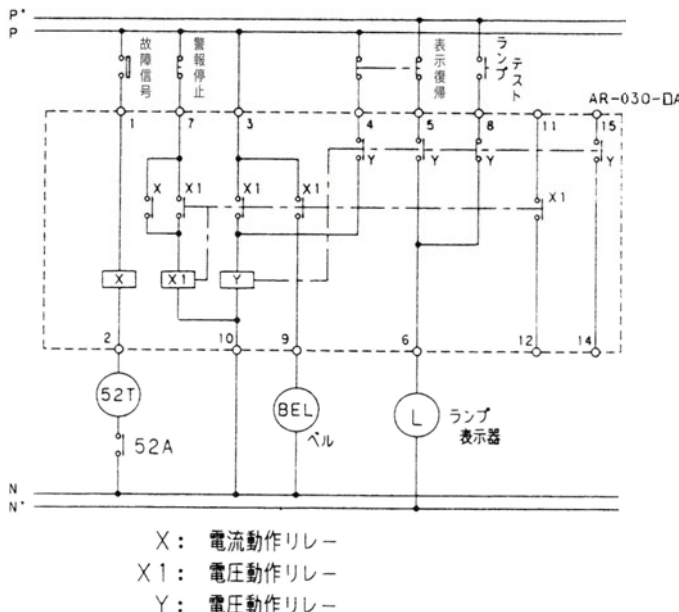 P'
P
故障信号
警報停止
表示復帰
ランプ
テスト
AR-030-DA
1
7
3
4
5
8
11
15
Y
Y
Y
Y
X
X1
X1
X1
X1
X
X1
Y
2
10
9
6
12
14
52T
BEL
L
ランプ
表示器
52A
ベル
N
N'
X： 電流動作リレー
X1： 電圧動作リレー
Y： 電圧動作リレー